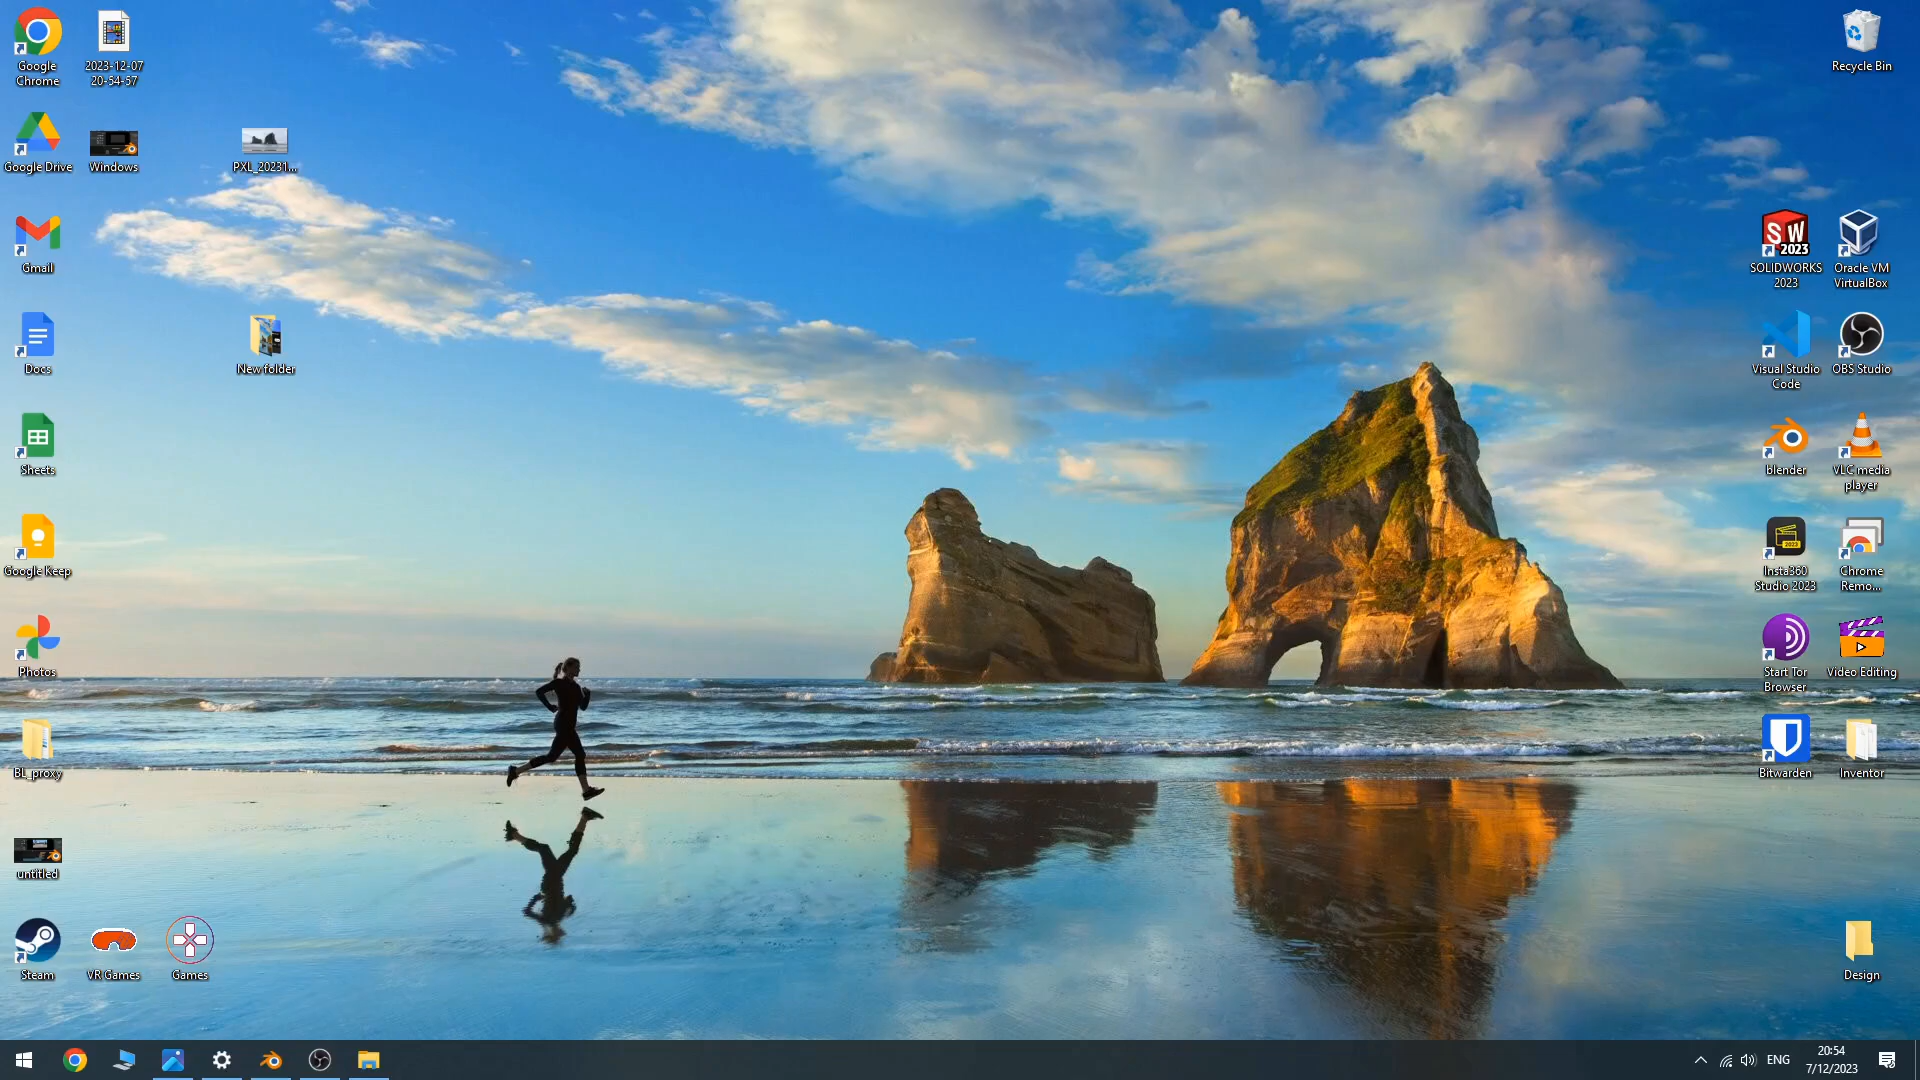 Google
Chrome
2023-12-07
20-54-57
Recycle Bin
Google Drive
Windows
PXL_20231...
Gmail
SW
2023
SOLIDWORKS
2023
Oracle VM
VirtualBox
Docs
New folder
Visual Studio
Code
OBS Studio
Sheets
blender
VLC media
player
Google Keep
2023
Insta360
Studio 2023
Chrome
Remo...
Photos
Start Tor
Browser
Video Editing
BL_proxy
Bitwarden
Inventor
untitled
Steam
VR Games
Games
Design
ENG
20:54
7/12/2023